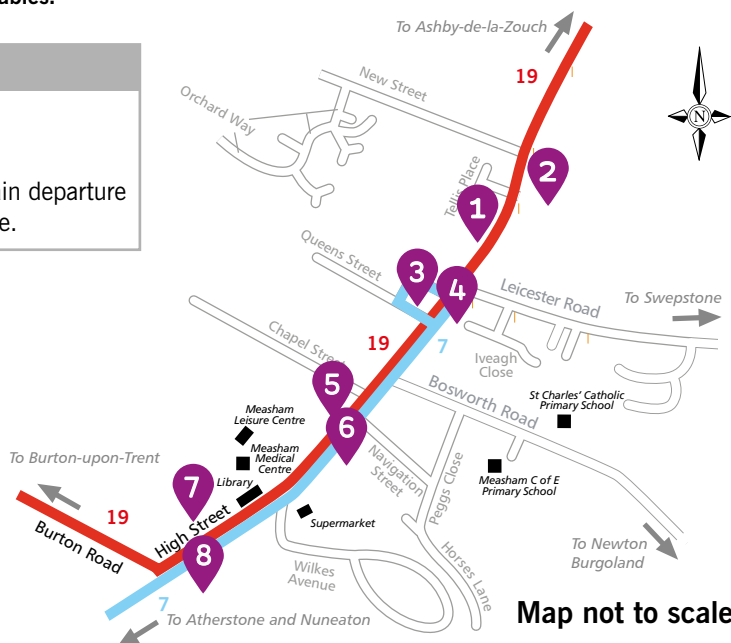 ables.
To Ashby-de-la-Zouch
19
New Street
Orchard Way
N
in departure
e.
2
Tellis Place
1
Queens Street
3
4
Leicester Road
To Swepstone
19
7
Chapel Street
Iveagh
Close
5
Bosworth Road
St Charles' Catholic
Primary School
Measham
Leisure Centre
6
Measham
Medical
Centre
To Burton-upon-Trent
Navigation
Street
Peggs Close
Measham C of E
Primary School
7
Library
19
High Street
Supermarket
Burton Road
8
To Newton
Burgoland
Wilkes
Avenue
Horses Lane
7
To Atherstone and Nuneaton
Map not to scale